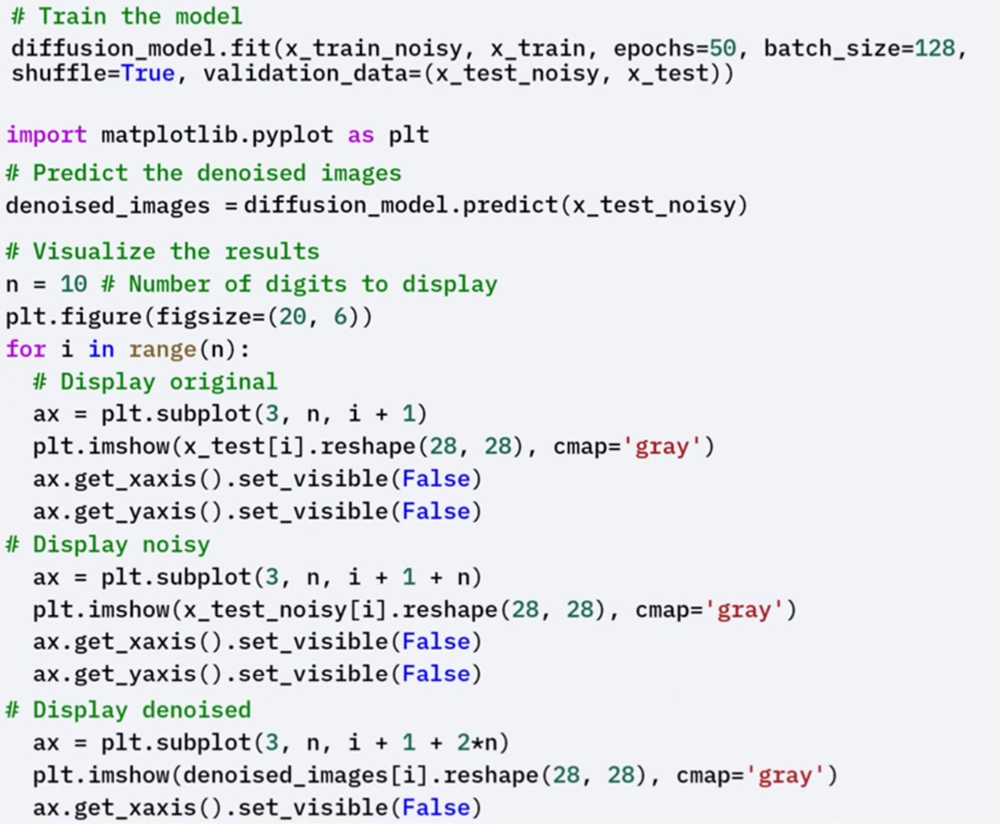 # Train the model
diffusion_model.fit(x_train_noisy, x_train, epochs=50, batch_size=128,
shuffle=True, validation_data=(x_test_noisy, x_test))
import matplotlib.pyplot as plt
# Predict the denoised images
denoised_images = diffusion_model.predict(x_test_noisy)
# Visualize the results
n = 10 # Number of digits to display
plt.figure(figsize=(20, 6))
for i in range(n):
  # Display original
  ax = plt.subplot(3, n, i + 1)
  plt.imshow(x_test[i].reshape(28, 28), cmap='gray')
  ax.get_xaxis().set_visible(False)
  ax.get_yaxis().set_visible(False)
# Display noisy
  ax = plt.subplot(3, n, i + 1 + n)
  plt.imshow(x_test_noisy[i].reshape(28, 28), cmap='gray')
  ax.get_xaxis().set_visible(False)
  ax.get_yaxis().set_visible(False)
# Display denoised
  ax = plt.subplot(3, n, i + 1 + 2*n)
  plt.imshow(denoised_images[i].reshape(28, 28), cmap='gray')
  ax.get_xaxis().set_visible(False)